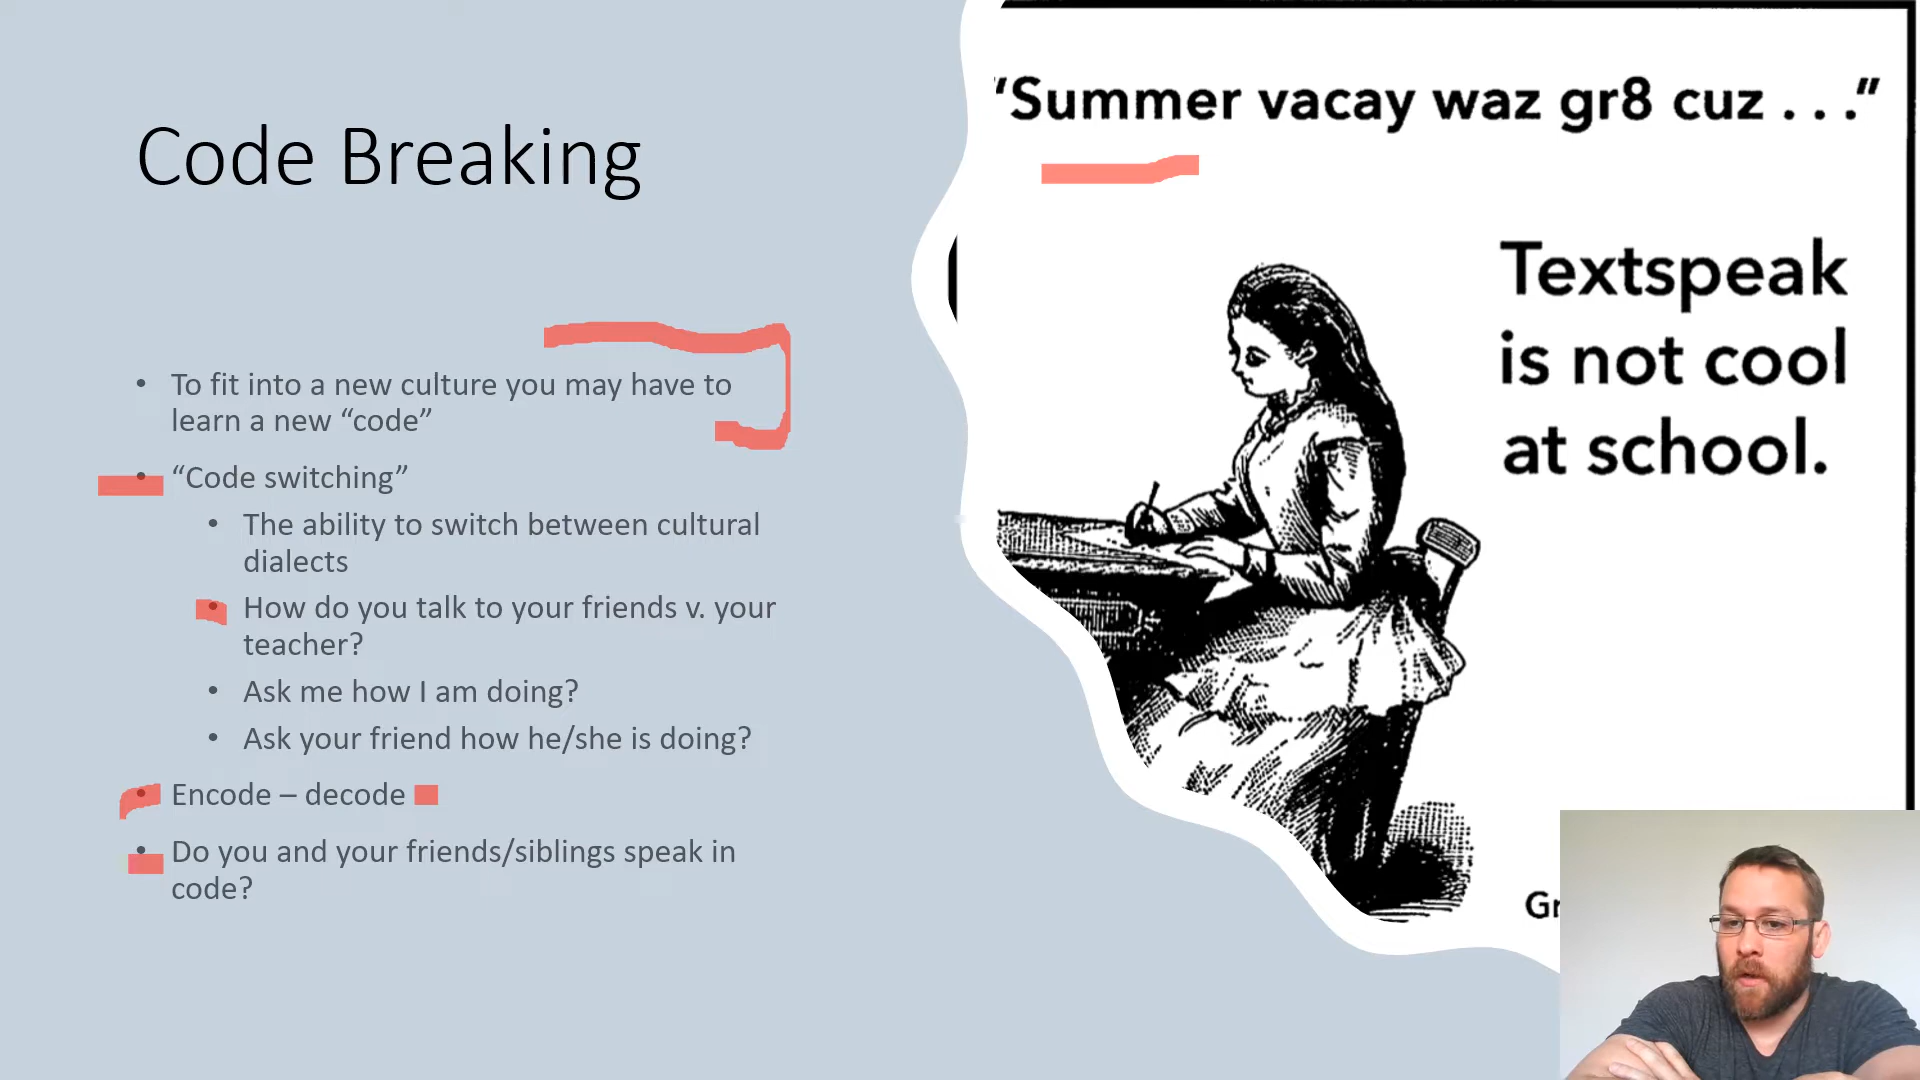 Code Breaking
• To fit into a new culture you may have to
learn a new “code”
• “Code switching”
• The ability to switch between cultural
dialects
• How do you talk to your friends v. your
teacher?
• Ask me how I am doing?
• Ask your friend how he/she is doing?
• Encode – decode
• Do you and your friends/siblings speak in
code?
"Summer vacay waz gr8 cuz . . ."
Textspeak
is not cool
at school.